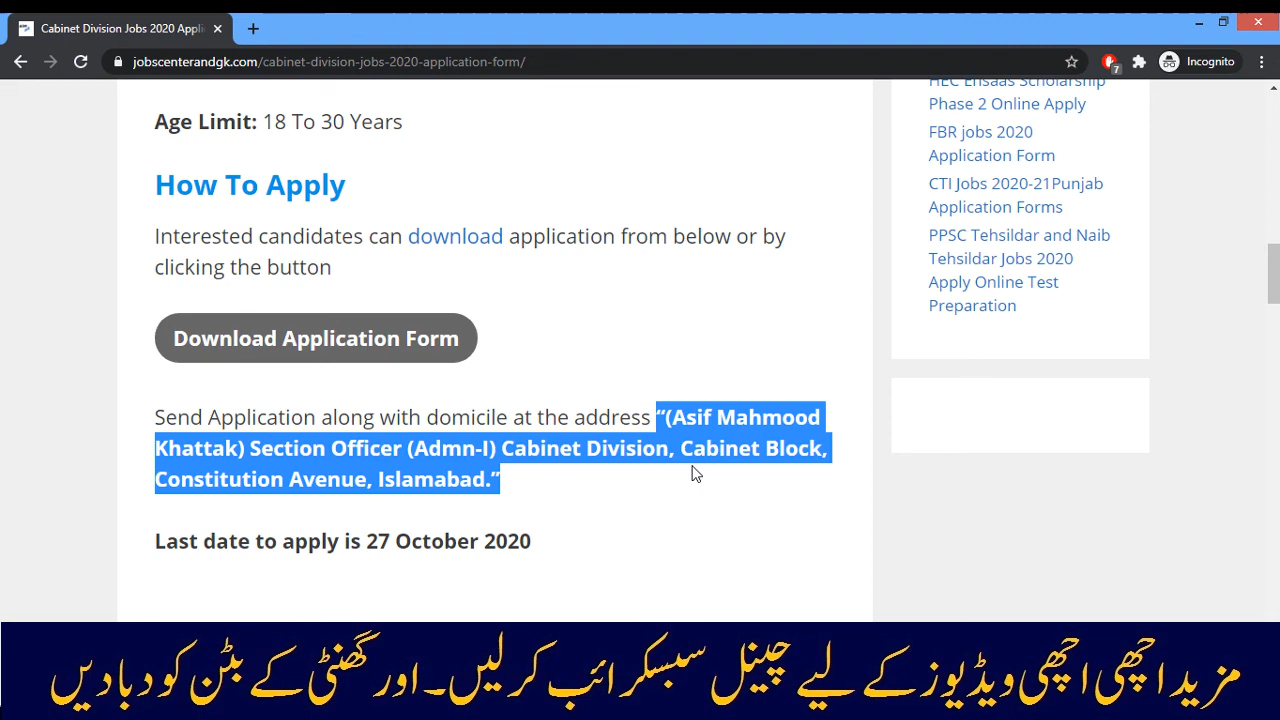 Cabinet Division Jobs 2020 Appli
jobscenterandgk.com/cabinet-division-jobs-2020-application-form/
7
Incognito
Age Limit: 18 To 30 Years
How To Apply
Interested candidates can download application from below or by
clicking the button
Download Application Form
Send Application along with domicile at the address “(Asif Mahmood
Khattak) Section Officer (Admn-I) Cabinet Division, Cabinet Block,
Constitution Avenue, Islamabad.”
Last date to apply is 27 October 2020
HEC Ehsaas Scholarship
Phase 2 Online Apply
FBR jobs 2020
Application Form
CTI Jobs 2020-21Punjab
Application Forms
PPSC Tehsildar and Naib
Tehsildar Jobs 2020
Apply Online Test
Preparation
مزید اچھی اچھی ویڈیوز کے لیے چینل سبسکرائب کرلیں۔ اور گھنٹی کے بٹن کو دبا دیں